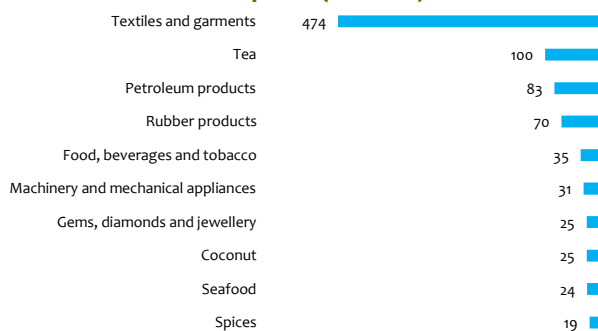 Textiles and garments 474
Tea 100
Petroleum products 83
Rubber products 70
Food, beverages and tobacco 35
Machinery and mechanical appliances 31
Gems, diamonds and jewellery 25
Coconut 25
Seafood 24
Spices 19